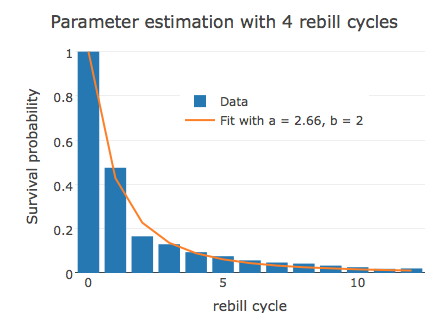 Parameter estimation with 4 rebill cycles
1
0.8
0.6
0.4
0.2
0
Survival probability
Data
Fit with a = 2.66, b = 2
0
5
10
rebill cycle